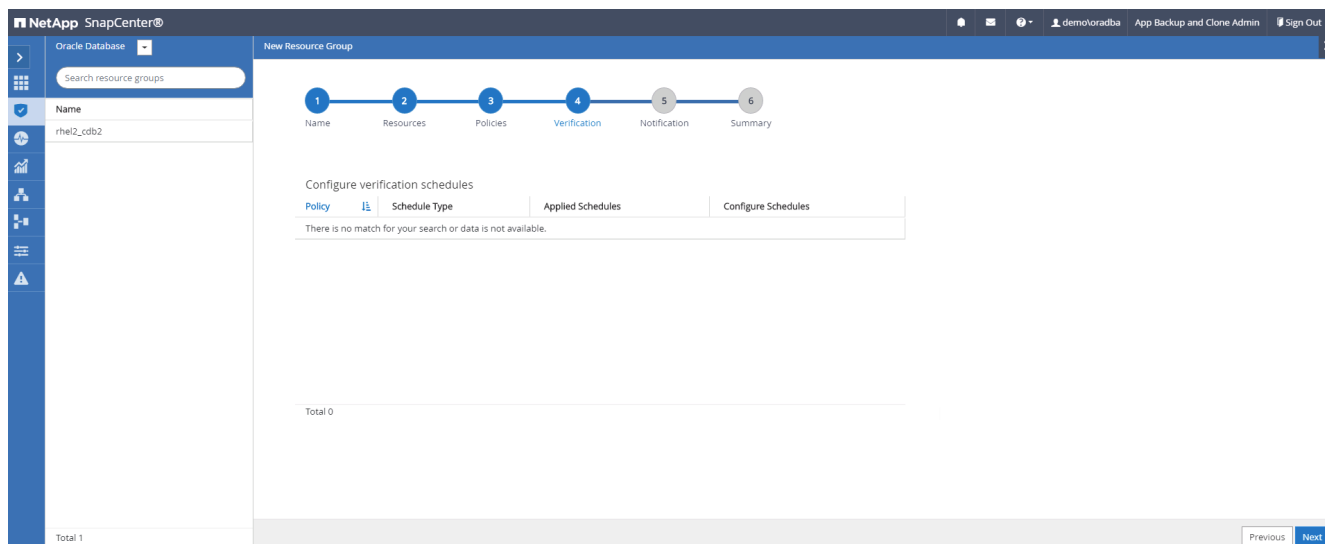 NetApp SnapCenter®
demo\oradba App Backup and Clone Admin Sign Out
Oracle Database
New Resource Group
Search resource groups
Name
rhel2_cdb2
1 2 3 4 5 6
Name Resources Policies Verification Notification Summary
Configure verification schedules
Policy Schedule Type Applied Schedules Configure Schedules
There is no match for your search or data is not available.
Total 0
Total 1
Previous Next